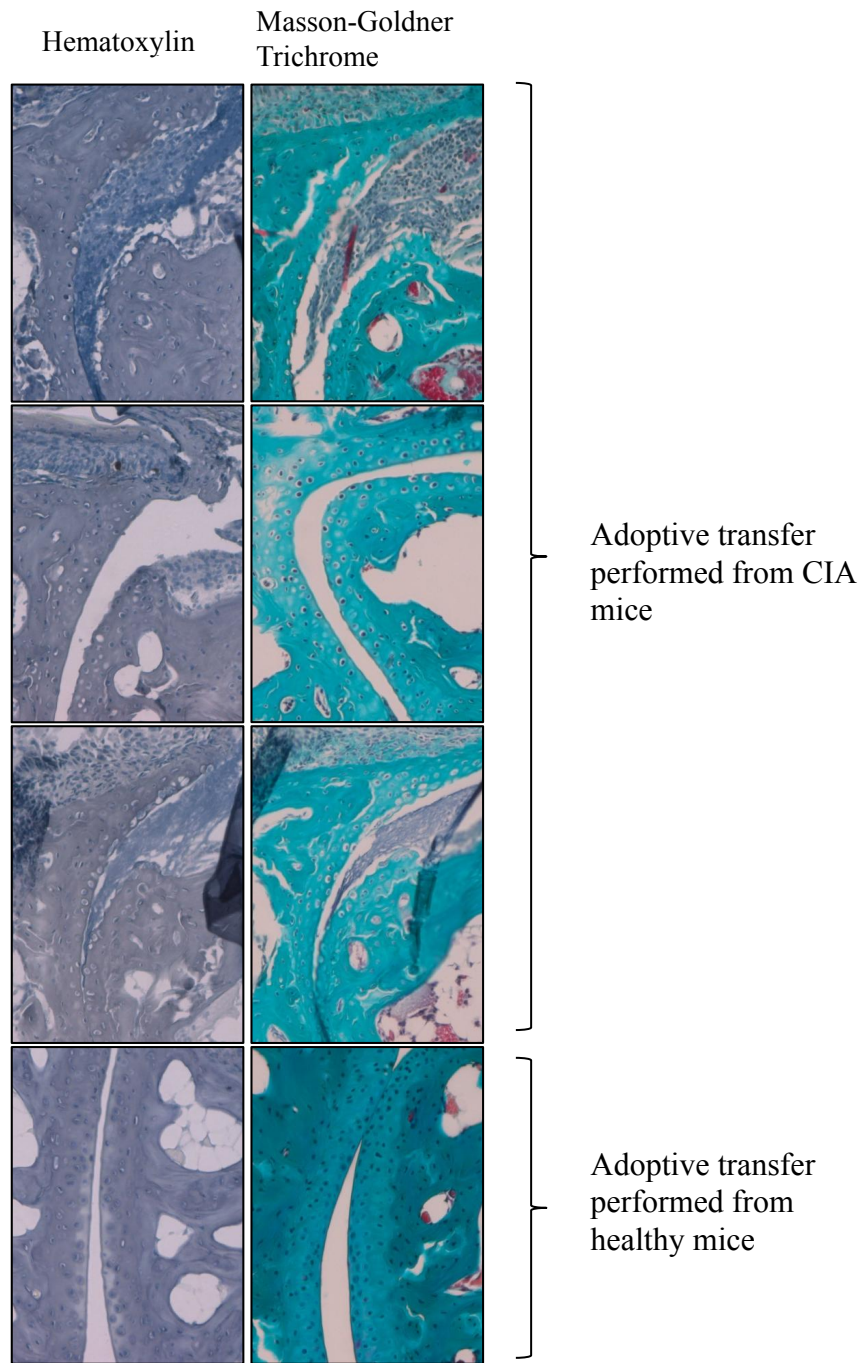 Hematoxylin
Masson-Goldner
Trichrome
Adoptive transfer
performed from CIA
mice
Adoptive transfer
performed from
healthy mice